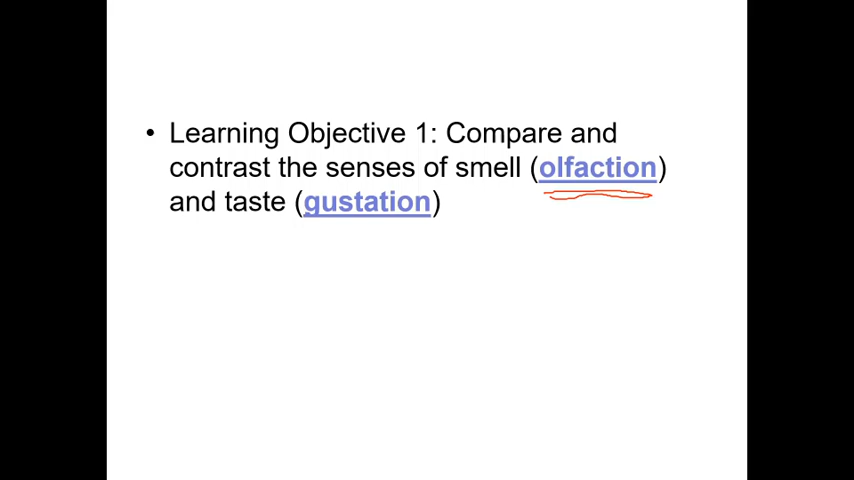 • Learning Objective 1: Compare and
contrast the senses of smell (olfaction)
and taste (gustation)